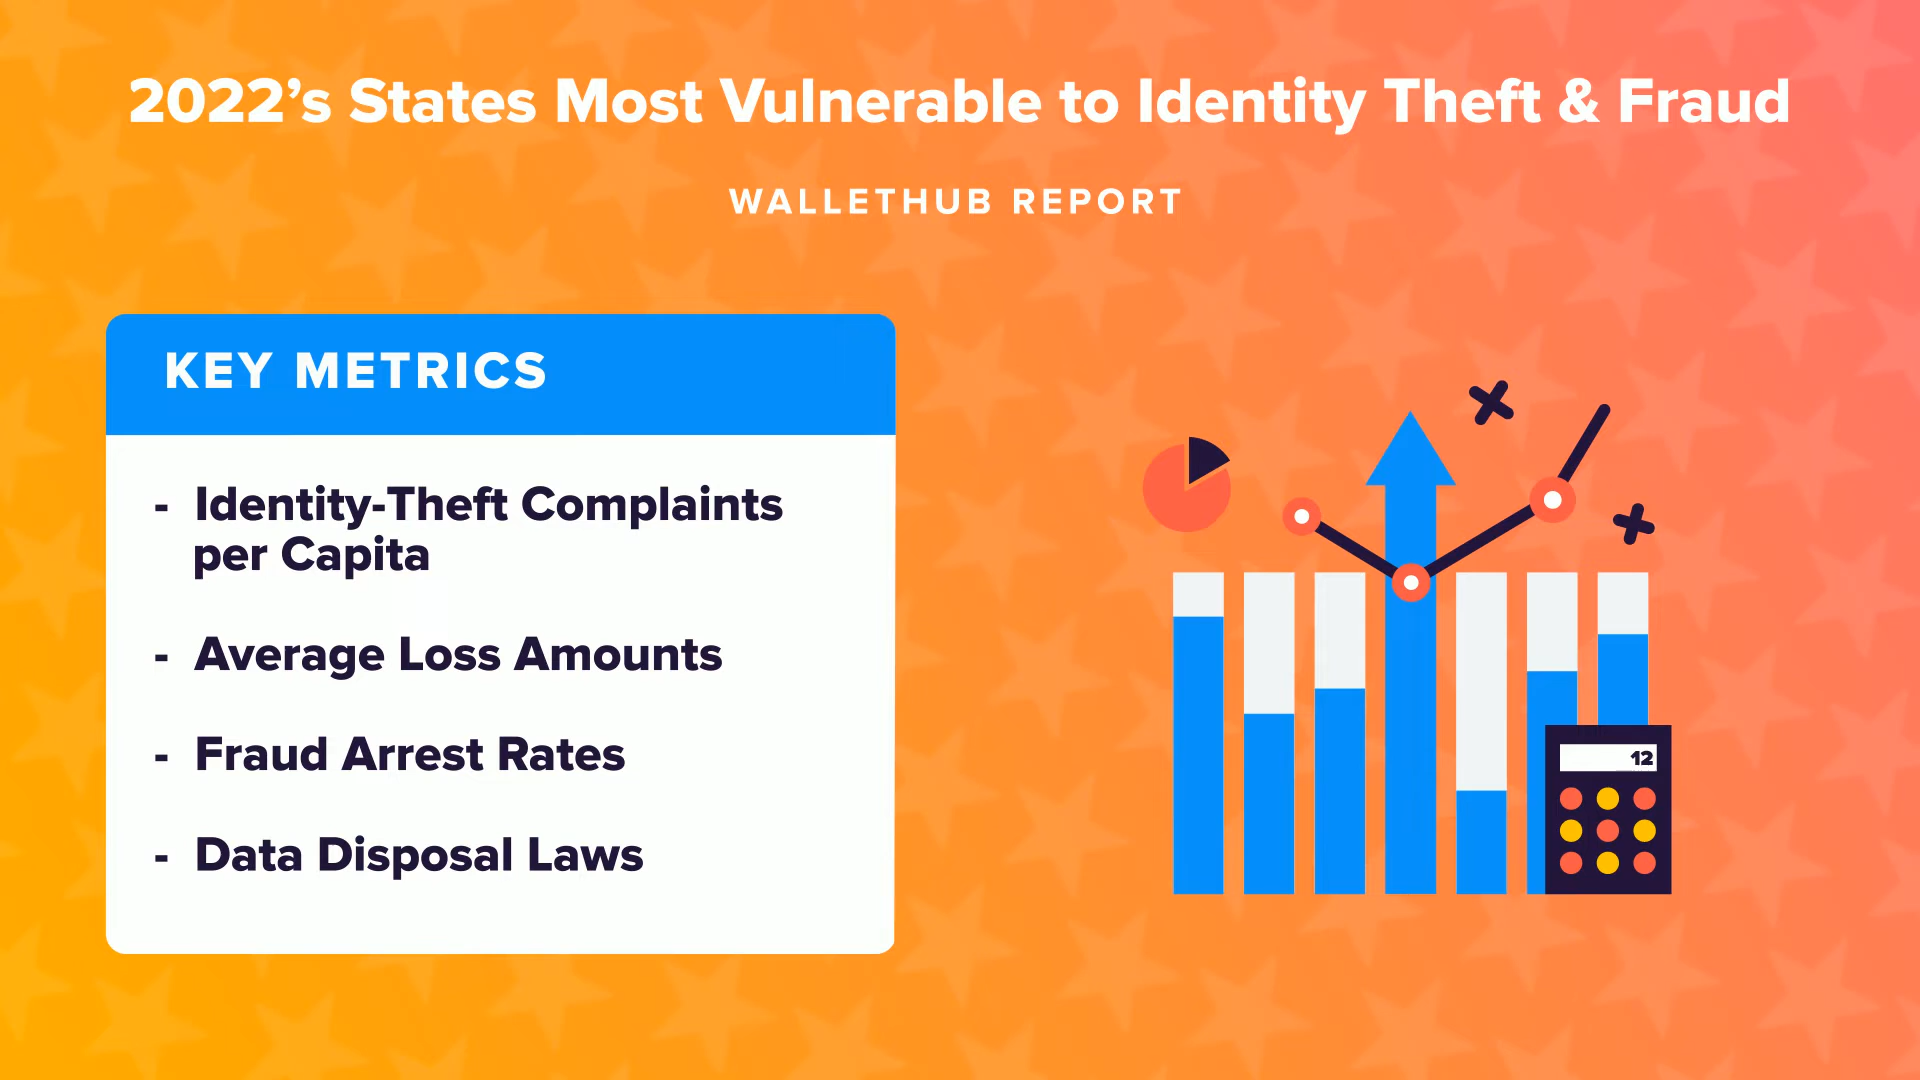 2022’s States Most Vulnerable to Identity Theft & Fraud
WALLETHUB REPORT
KEY METRICS
- Identity-Theft Complaints
per Capita
- Average Loss Amounts
- Fraud Arrest Rates
- Data Disposal Laws
12